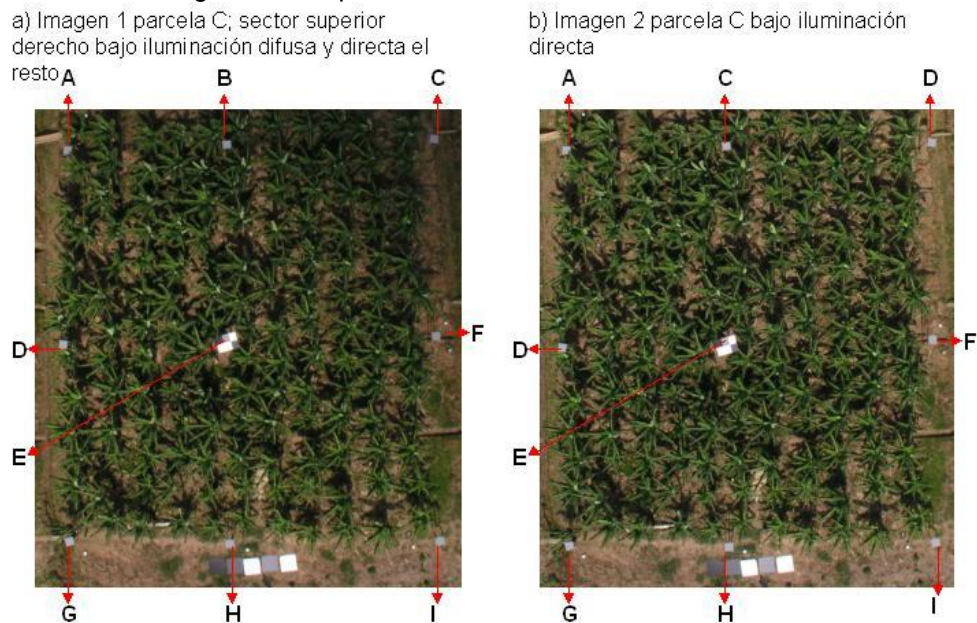 a) Imagen 1 parcela C; sector superior
derecho bajo iluminación difusa y directa el
resto
A B C
D
E
F
G H I
b) Imagen 2 parcela C bajo iluminación
directa
A C D
D
E
F
G H I